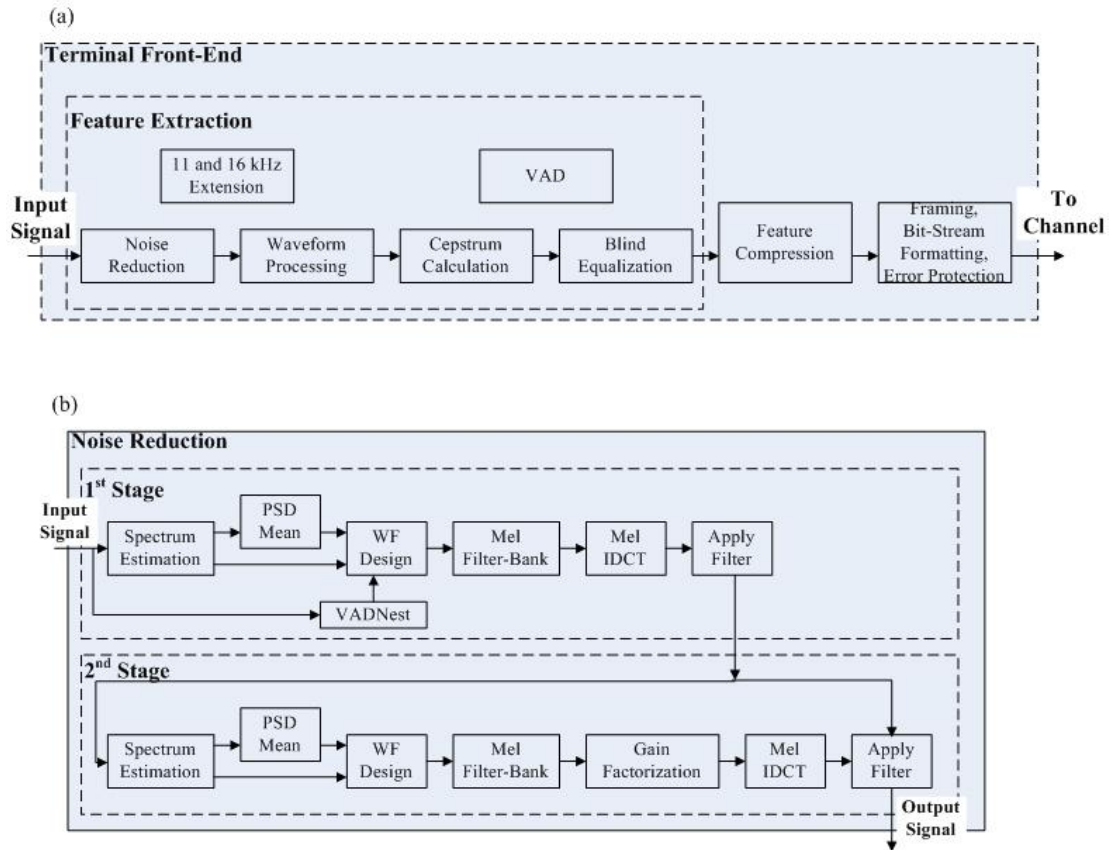 (a)
Terminal Front-End
Feature Extraction
11 and 16 kHz
Extension
VAD
Input
Signal
Noise
Reduction
Waveform
Processing
Cepstrum
Calculation
Blind
Equalization
Feature
Compression
Framing,
Bit-Stream
Formatting,
Error Protection
To
Channel
(b)
Noise Reduction
1st Stage
Input
Signal
Spectrum
Estimation
PSD
Mean
WF
Design
Mel
Filter-Bank
Mel
IDCT
Apply
Filter
VADNest
2nd Stage
Spectrum
Estimation
PSD
Mean
WF
Design
Mel
Filter-Bank
Gain
Factorization
Mel
IDCT
Apply
Filter
Output
Signal